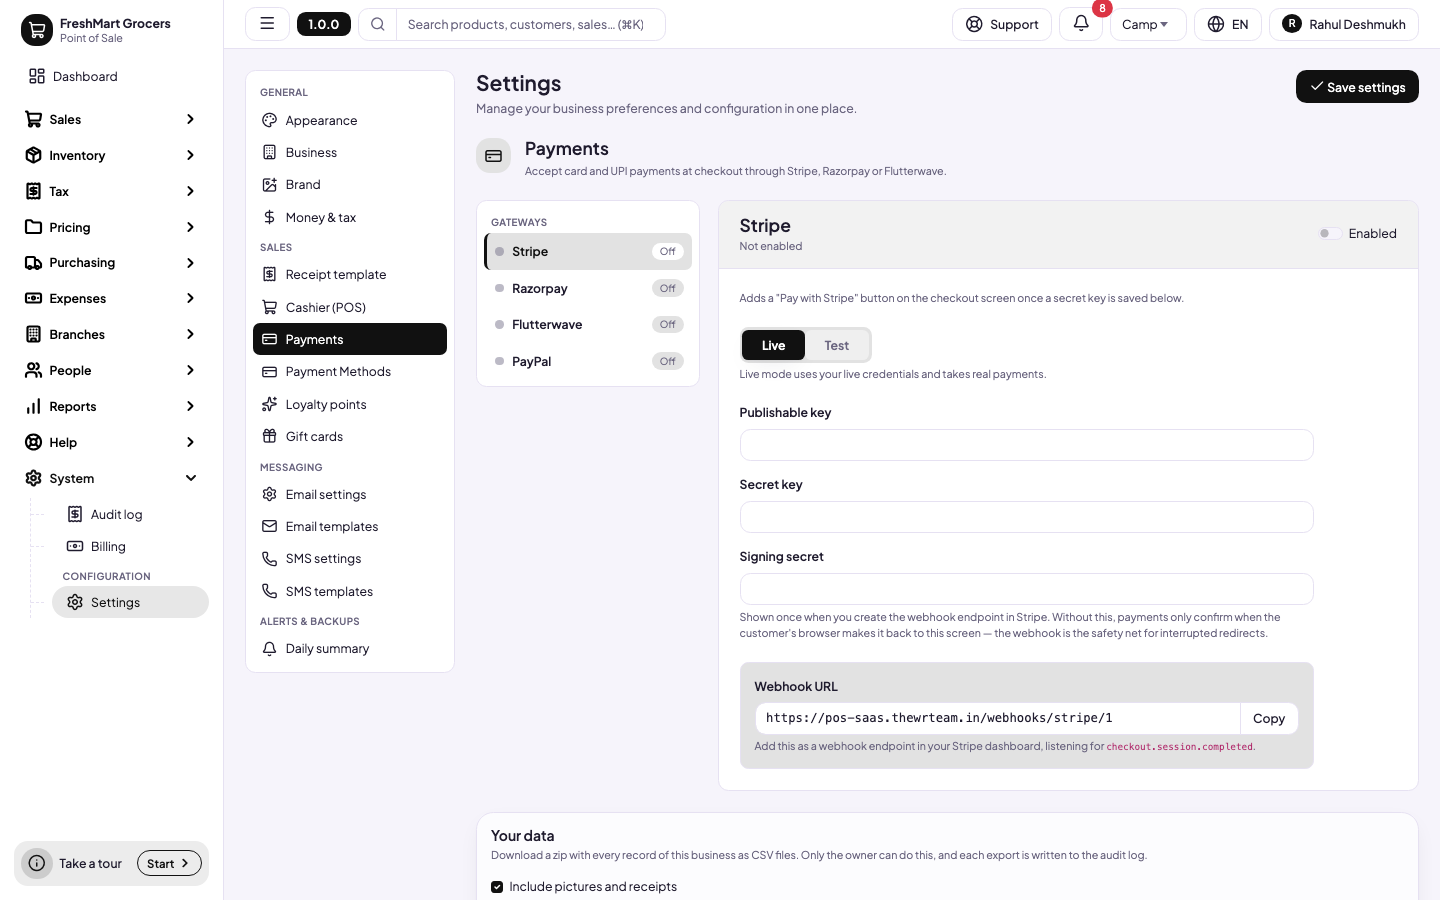 FreshMart Grocers
Point of Sale
Dashboard
Sales
Inventory
Tax
Pricing
Purchasing
Expenses
Branches
People
Reports
Help
System
Audit log
Billing
CONFIGURATION
Settings
Take a tour
Start
1.0.0
Search products, customers, sales... (⌘K)
Support
8
Camp
EN
R
Rahul Deshmukh
GENERAL
Appearance
Business
Brand
Money & tax
SALES
Receipt template
Cashier (POS)
Payments
Payment Methods
Loyalty points
Gift cards
MESSAGING
Email settings
Email templates
SMS settings
SMS templates
ALERTS & BACKUPS
Daily summary
Settings
Manage your business preferences and configuration in one place.
Save settings
Payments
Accept card and UPI payments at checkout through Stripe, Razorpay or Flutterwave.
GATEWAYS
Stripe Off
Razorpay Off
Flutterwave Off
PayPal Off
Stripe
Not enabled
Enabled
Adds a "Pay with Stripe" button on the checkout screen once a secret key is saved below.
Live Test
Live mode uses your live credentials and takes real payments.
Publishable key
Secret key
Signing secret
Shown once when you create the webhook endpoint in Stripe. Without this, payments only confirm when the
customer's browser makes it back to this screen — the webhook is the safety net for interrupted redirects.
Webhook URL
https://pos-saas.thewrteam.in/webhooks/stripe/1
Copy
Add this as a webhook endpoint in your Stripe dashboard, listening for checkout.session.completed.
Your data
Download a zip with every record of this business as CSV files. Only the owner can do this, and each export is written to the audit log.
Include pictures and receipts